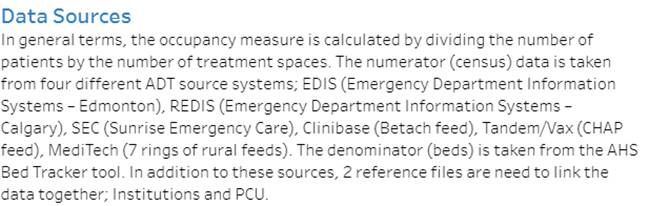 Data Sources
In general terms, the occupancy measure is calculated by dividing the number of
patients by the number of treatment spaces. The numerator (census) data is taken
from four different ADT source systems; EDIS (Emergency Department Information
Systems – Edmonton), REDIS (Emergency Department Information Systems –
Calgary), SEC (Sunrise Emergency Care), Clinibase (Betach feed), Tandem/Vax (CHAP
feed), MediTech (7 rings of rural feeds). The denominator (beds) is taken from the AHS
Bed Tracker tool. In addition to these sources, 2 reference files are need to link the
data together; Institutions and PCU.